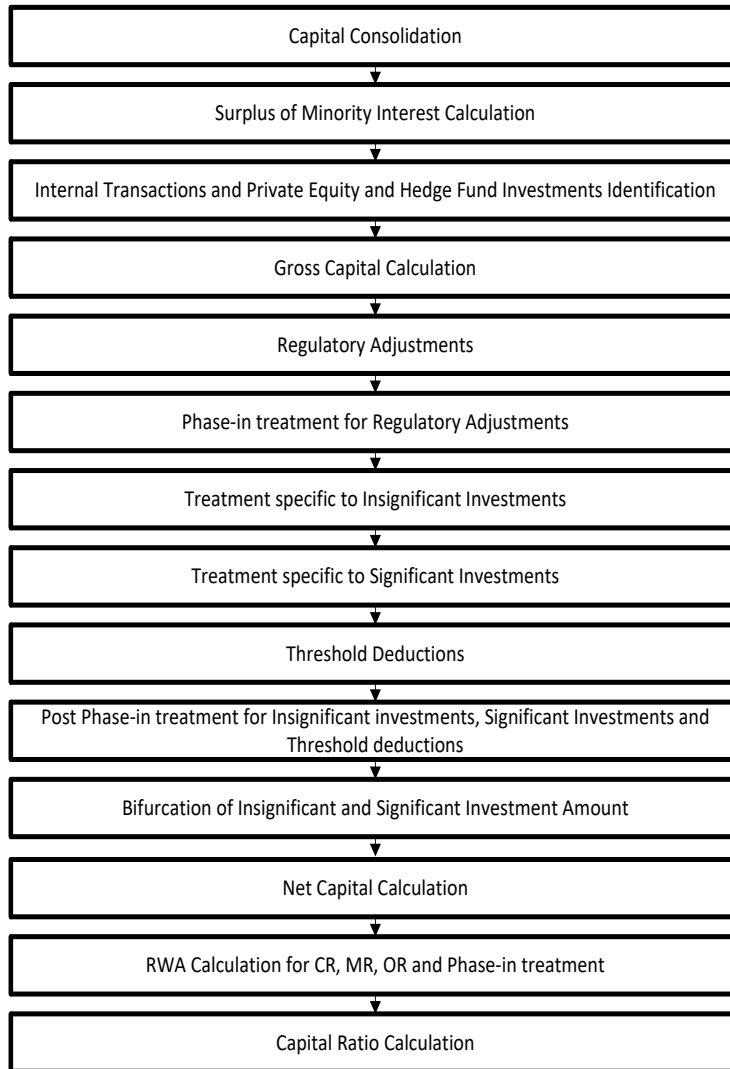 Capital Consolidation
Surplus of Minority Interest Calculation
Internal Transactions and Private Equity and Hedge Fund Investments Identification
Gross Capital Calculation
Regulatory Adjustments
Phase-in treatment for Regulatory Adjustments
Treatment specific to Insignificant Investments
Treatment specific to Significant Investments
Threshold Deductions
Post Phase-in treatment for Insignificant investments, Significant Investments and
Threshold deductions
Bifurcation of Insignificant and Significant Investment Amount
Net Capital Calculation
RWA Calculation for CR, MR, OR and Phase-in treatment
Capital Ratio Calculation